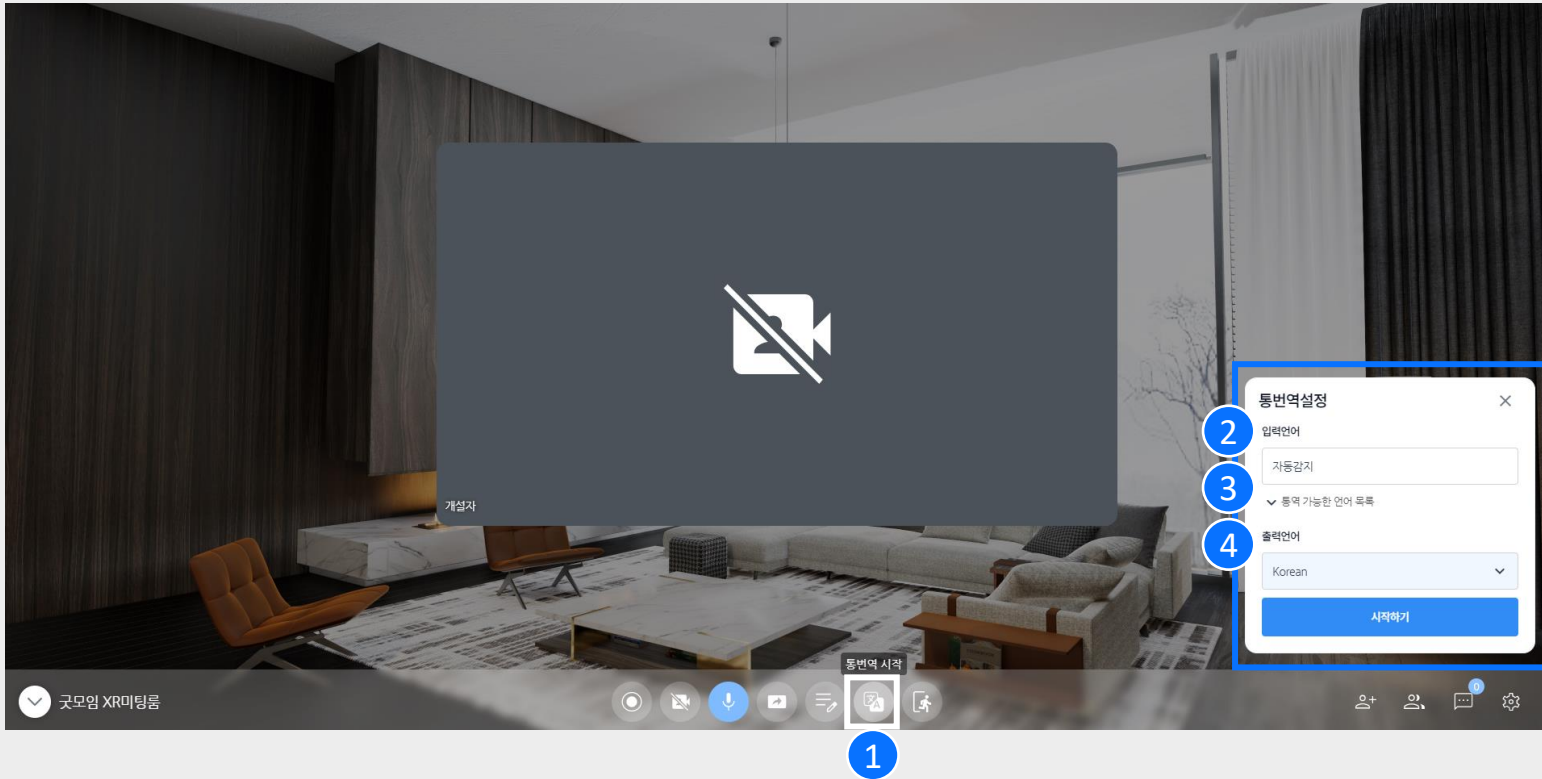 개설자
통번역설정
2
입력언어
자동감지
3
통역 가능한 언어 목록
4
출력언어
Korean
시작하기
통번역 시작
굿모임 XR미팅룸
0
1